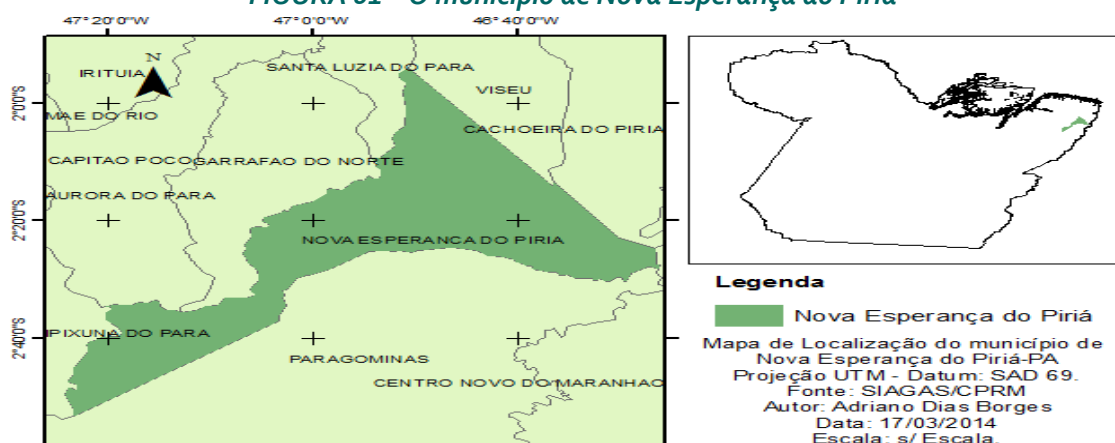 FIGURA 01 - O município de Nova Esperança do Piriá
47°20'0"W 47°0'0"W 46°40'0"W
N
IRITUIA
SANTA LUZIA DO PARA
VISEU
2°0'0"S
MAE DO RIO
CACHOEIRA DO PIRIA
CAPITAO POCO
GARRAFAO DO NORTE
AURORA DO PARA
2°20'0"S
NOVA ESPERANCA DO PIRIA
IPIXUNA DO PARA
2°40'0"S
PARAGOMINAS
CENTRO NOVO DO MARANHAO
Legenda
Nova Esperança do Piriá
Mapa de Localização do município de
Nova Esperança do Piriá-PA
Projeção UTM - Datum: SAD 69.
Fonte: SIAGAS/CPRM
Autor: Adriano Dias Borges
Data: 17/03/2014
Escala: s/ Escala.